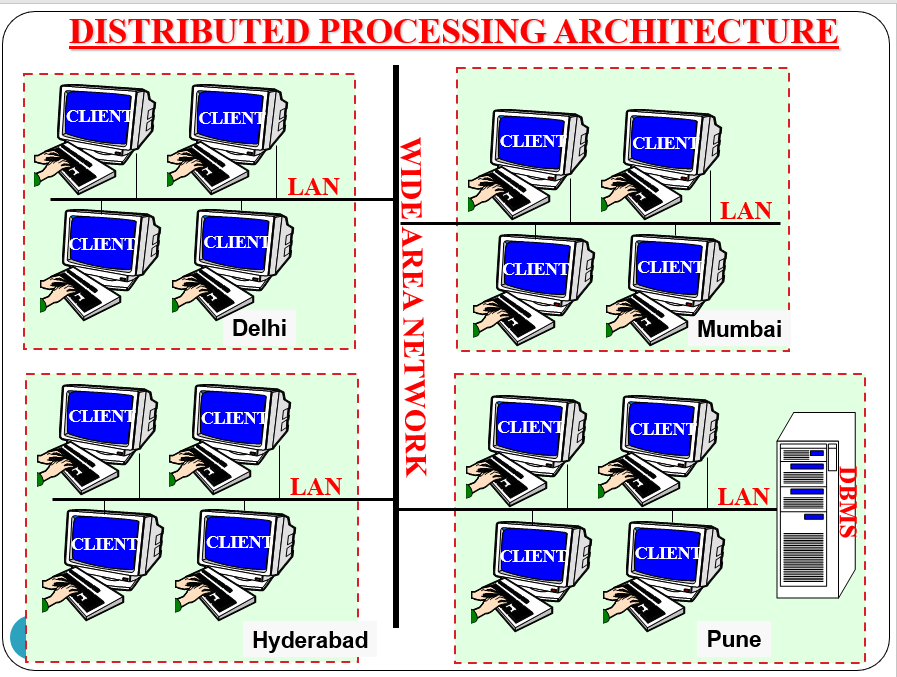 DISTRIBUTED PROCESSING ARCHITECTURE
CLIENT
CLIENT
LAN
CLIENT
CLIENT
Delhi
WIDE AREA NETWORK
CLIENT
CLIENT
LAN
CLIENT
CLIENT
Mumbai
CLIENT
CLIENT
LAN
CLIENT
CLIENT
Hyderabad
CLIENT
CLIENT
LAN
DBMS
CLIENT
CLIENT
Pune